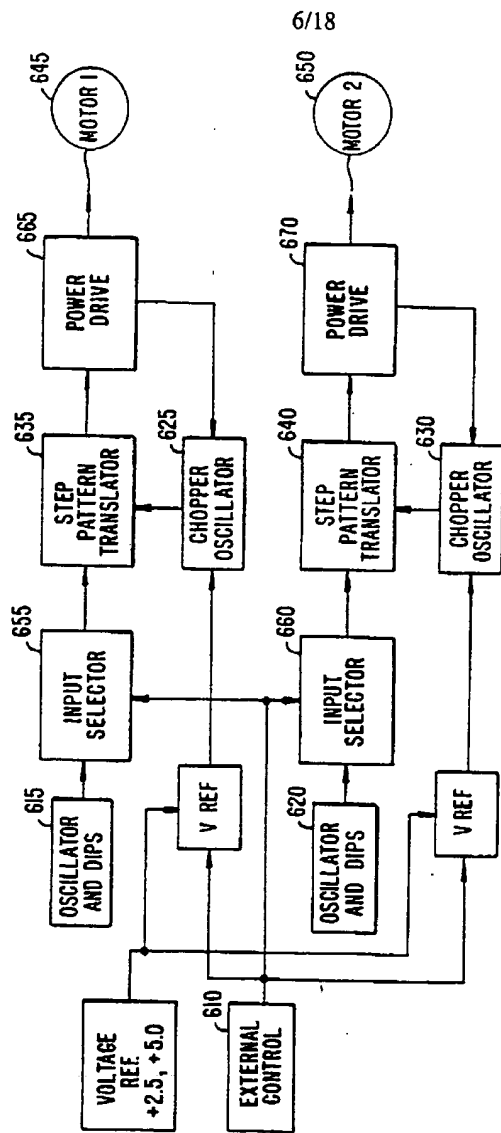 6/18
645
MOTOR 1
665
POWER
DRIVE
635
STEP
PATTERN
TRANSLATOR
625
CHOPPER
OSCILLATOR
655
INPUT
SELECTOR
615
OSCILLATOR
AND DIPS
V REF
VOLTAGE
REF.
+2.5, +5.0
610
EXTERNAL
CONTROL
650
MOTOR 2
670
POWER
DRIVE
640
STEP
PATTERN
TRANSLATOR
630
CHOPPER
OSCILLATOR
660
INPUT
SELECTOR
620
OSCILLATOR
AND DIPS
V REF